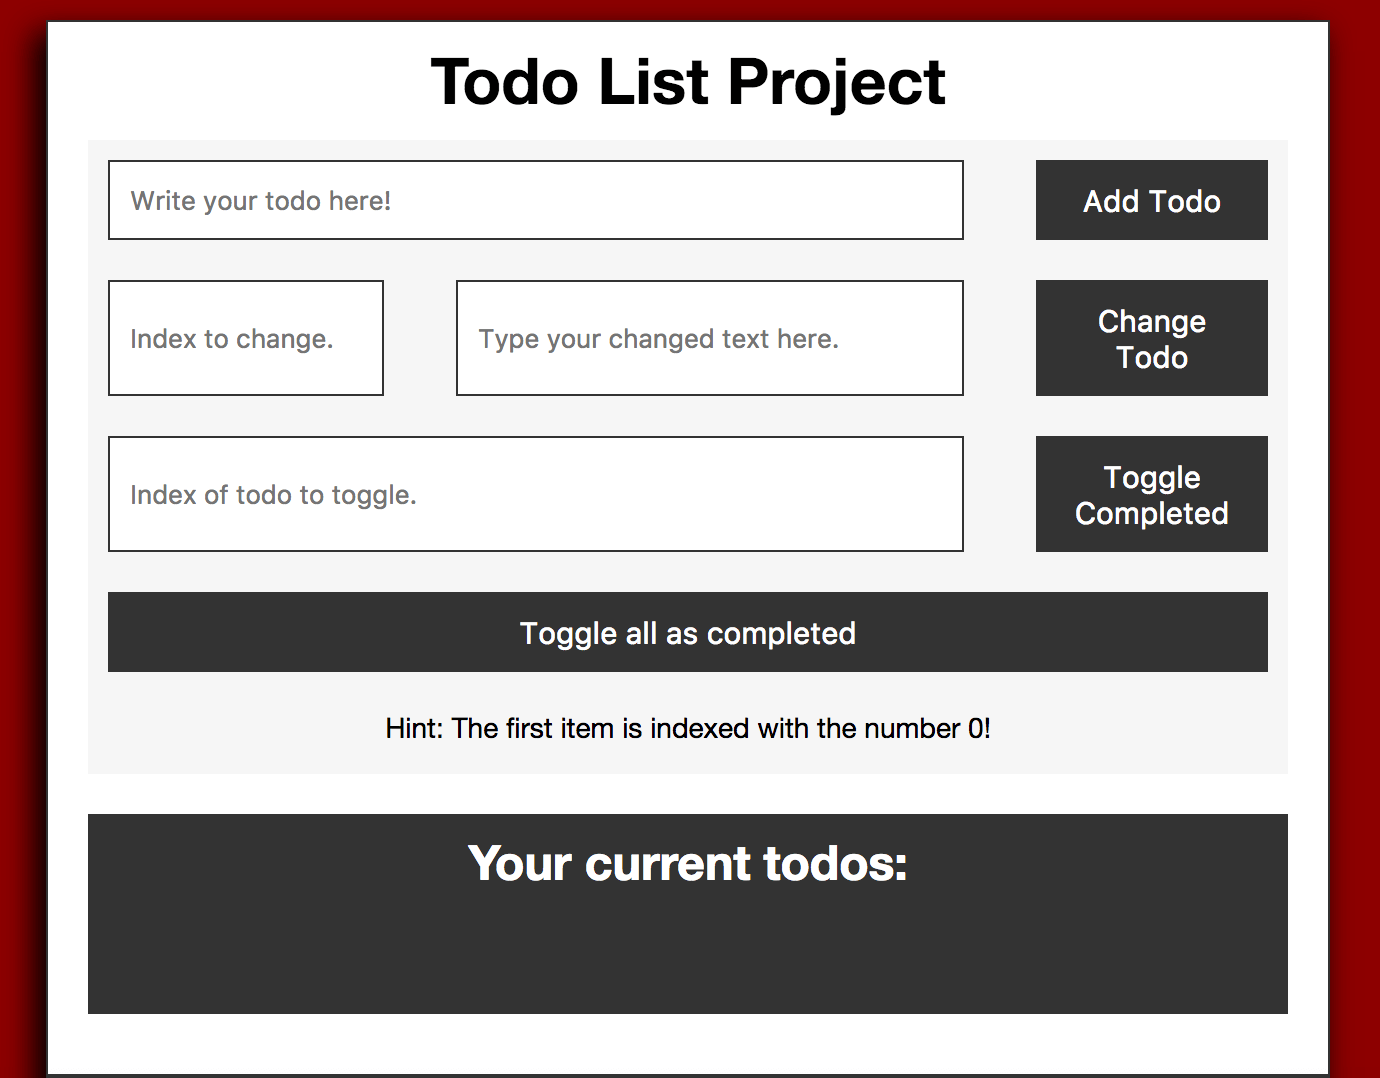 Todo List Project
Write your todo here!
Add Todo
Index to change.
Type your changed text here.
Change
Todo
Index of todo to toggle.
Toggle
Completed
Toggle all as completed
Hint: The first item is indexed with the number 0!
Your current todos: